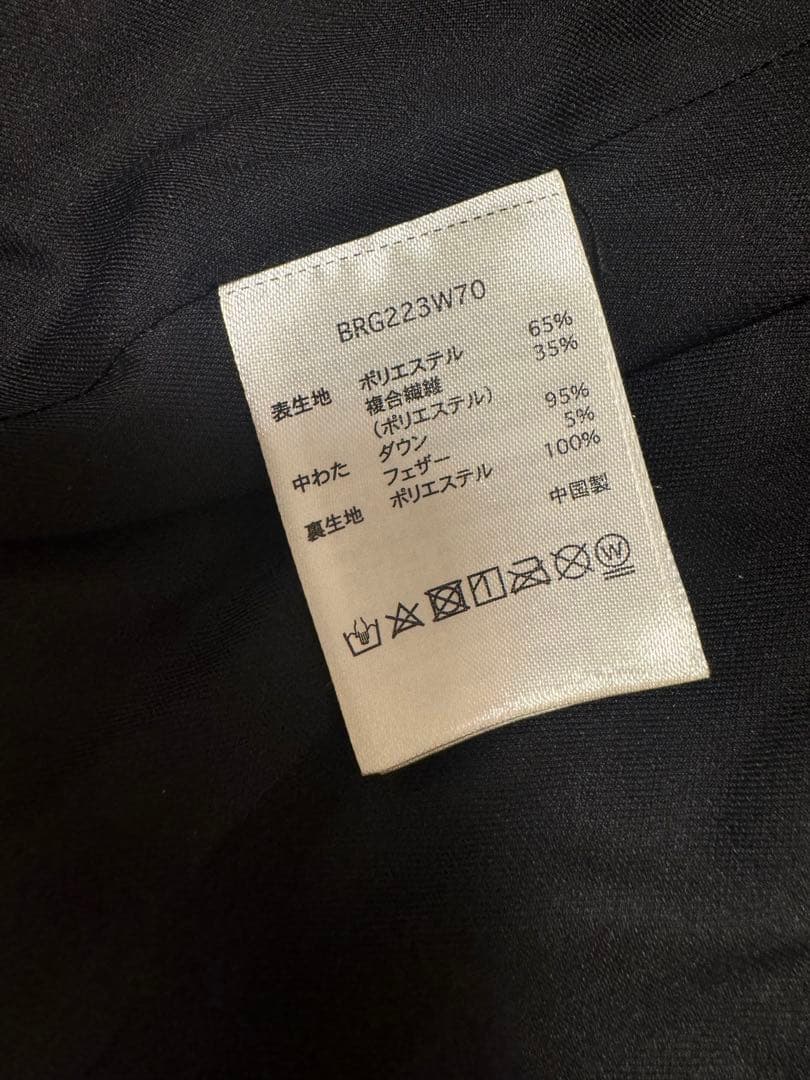 BRG223W70
表生地 ポリエステル 65%
複合繊維 35%
(ポリエステル)
中わた ダウン 95%
フェザー 5%
裏生地 ポリエステル 100%
中国製
W